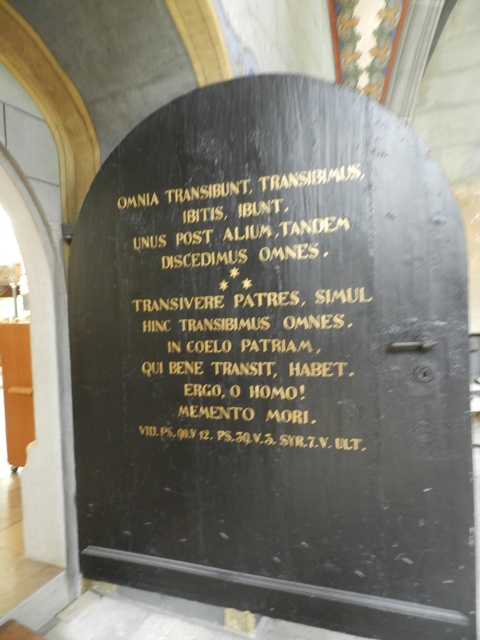 OMNIA TRANSIBUNT, TRANSIBIMUS,
IBITIS, IBUNT.
UNUS POST ALIUM, TANDEM
DISCEDIMUS OMNES.
TRANSIVERE PATRES, SIMUL
HINC TRANSIBIMUS OMNES.
IN COELO PATRIAM,
QUI BENE TRANSIT, HABET.
ERGO, O HOMO!
MEMENTO MORI.
VID. PS. 90. V 12. PS. 39. V. 5. SYR. 7. V. ULT.